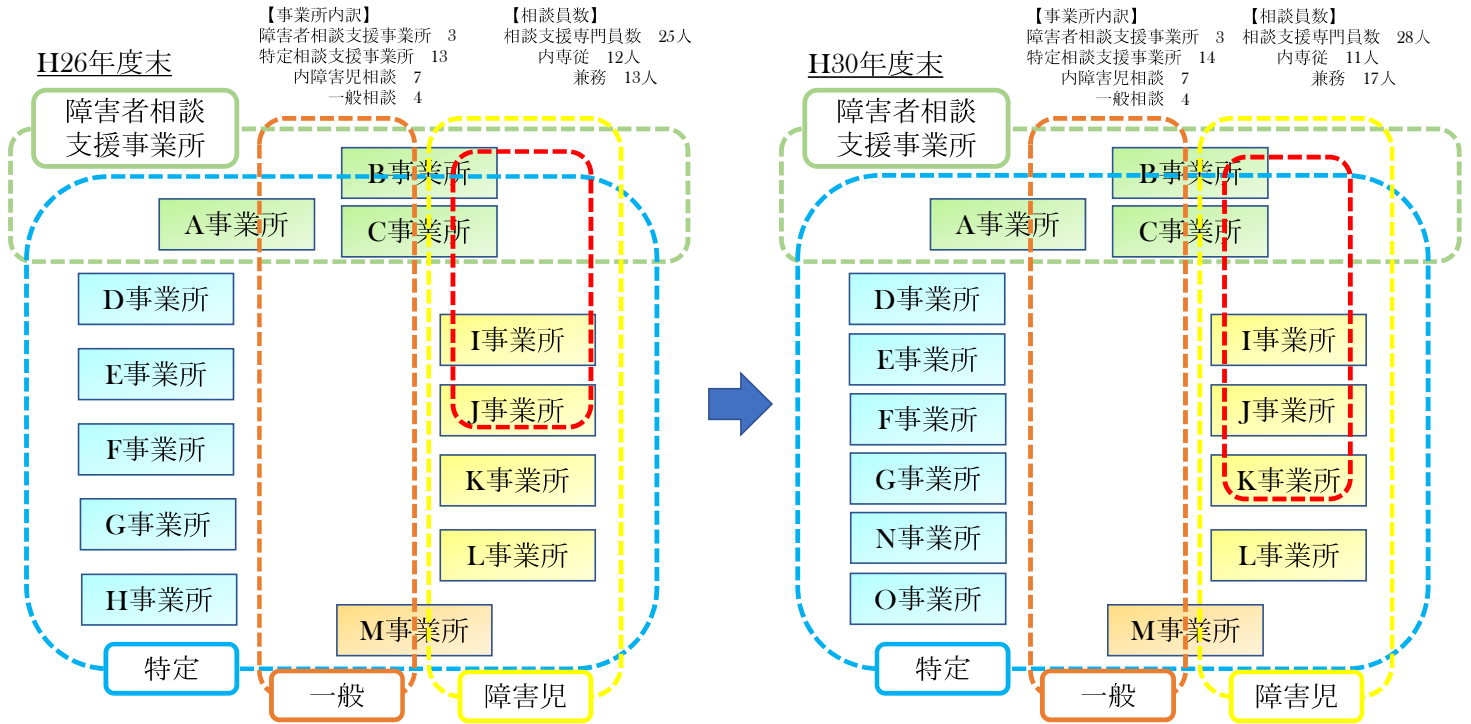 H26年度末
【事業所内訳】
障害者相談支援事業所 3
特定相談支援事業所 13
内障害児相談 7
一般相談 4
【相談員数】
相談支援専門員数 25人
内専従 12人
兼務 13人
障害者相談
支援事業所
B事業所
A事業所
C事業所
D事業所
E事業所
F事業所
G事業所
H事業所
I事業所
J事業所
K事業所
L事業所
M事業所
特定
一般
障害児
H30年度末
【事業所内訳】
障害者相談支援事業所 3
特定相談支援事業所 14
内障害児相談 7
一般相談 4
【相談員数】
相談支援専門員数 28人
内専従 11人
兼務 17人
障害者相談
支援事業所
B事業所
A事業所
C事業所
D事業所
E事業所
F事業所
G事業所
N事業所
O事業所
I事業所
J事業所
K事業所
L事業所
M事業所
特定
一般
障害児